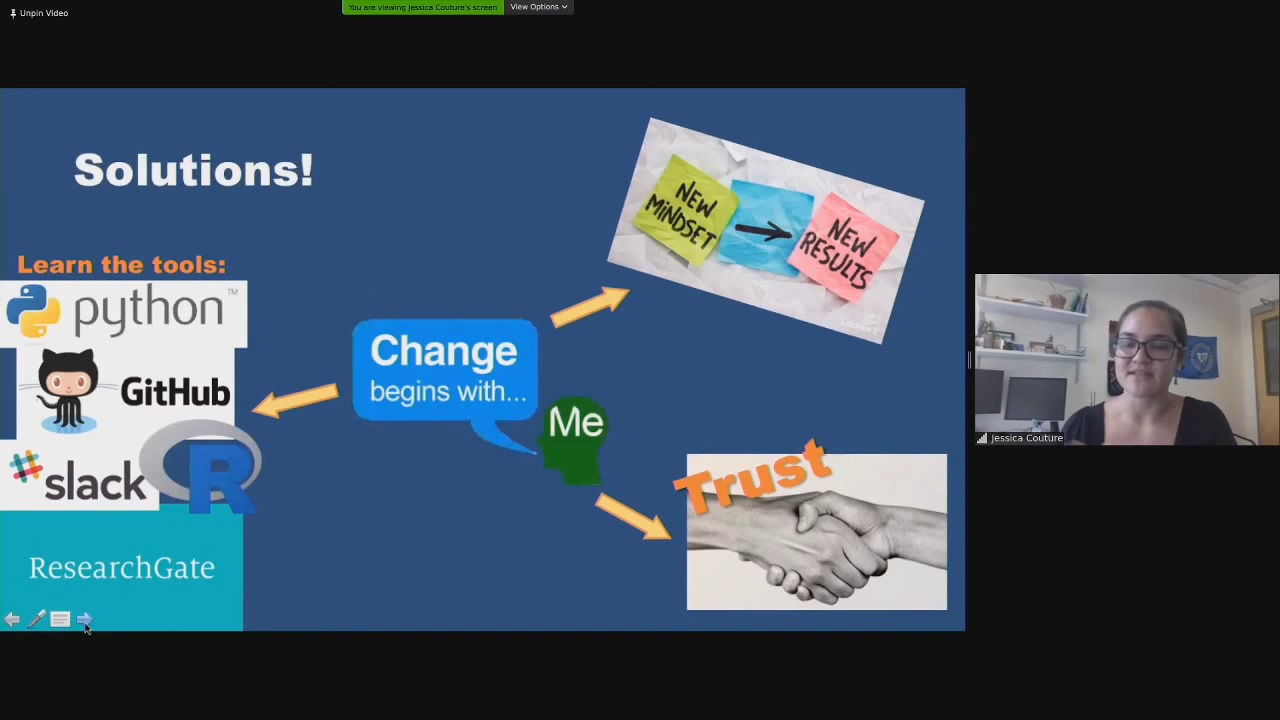 Unpin Video
You are viewing Jessica Couture's screen
View Options
Solutions!
NEW
MINDSET
NEW
RESULTS
Learn the tools:
python™
GitHub
slack
R
ResearchGate
Change
begins with...
Me
Trust
Jessica Couture